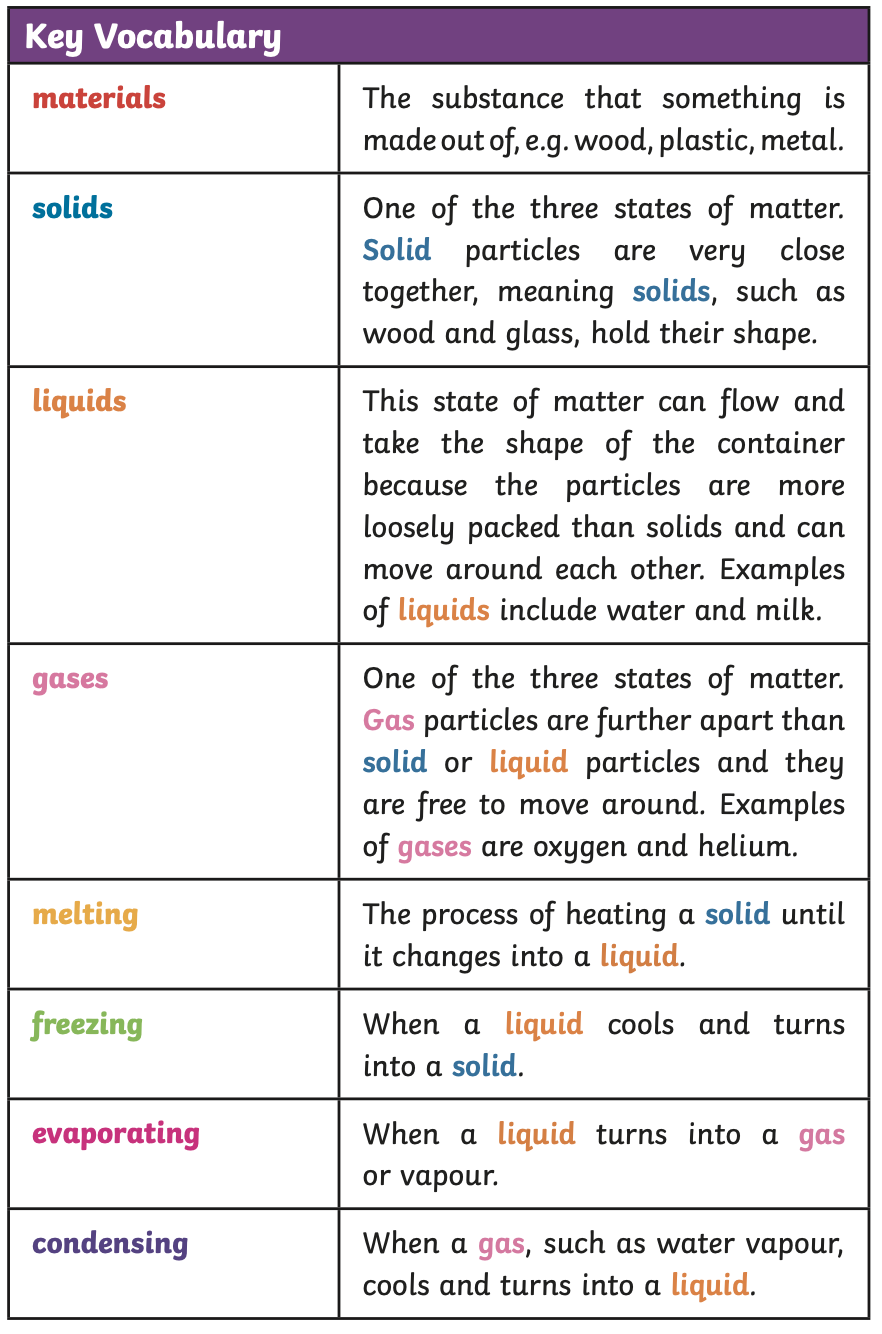 Key Vocabulary
materials
The substance that something is
made out of, e.g. wood, plastic, metal.
solids
One of the three states of matter.
Solid particles are very close
together, meaning solids, such as
wood and glass, hold their shape.
liquids
This state of matter can flow and
take the shape of the container
because the particles are more
loosely packed than solids and can
move around each other. Examples
of liquids include water and milk.
gases
One of the three states of matter.
Gas particles are further apart than
solid or liquid particles and they
are free to move around. Examples
of gases are oxygen and helium.
melting
The process of heating a solid until
it changes into a liquid.
freezing
When a liquid cools and turns
into a solid.
evaporating
When a liquid turns into a gas
or vapour.
condensing
When a gas, such as water vapour,
cools and turns into a liquid.